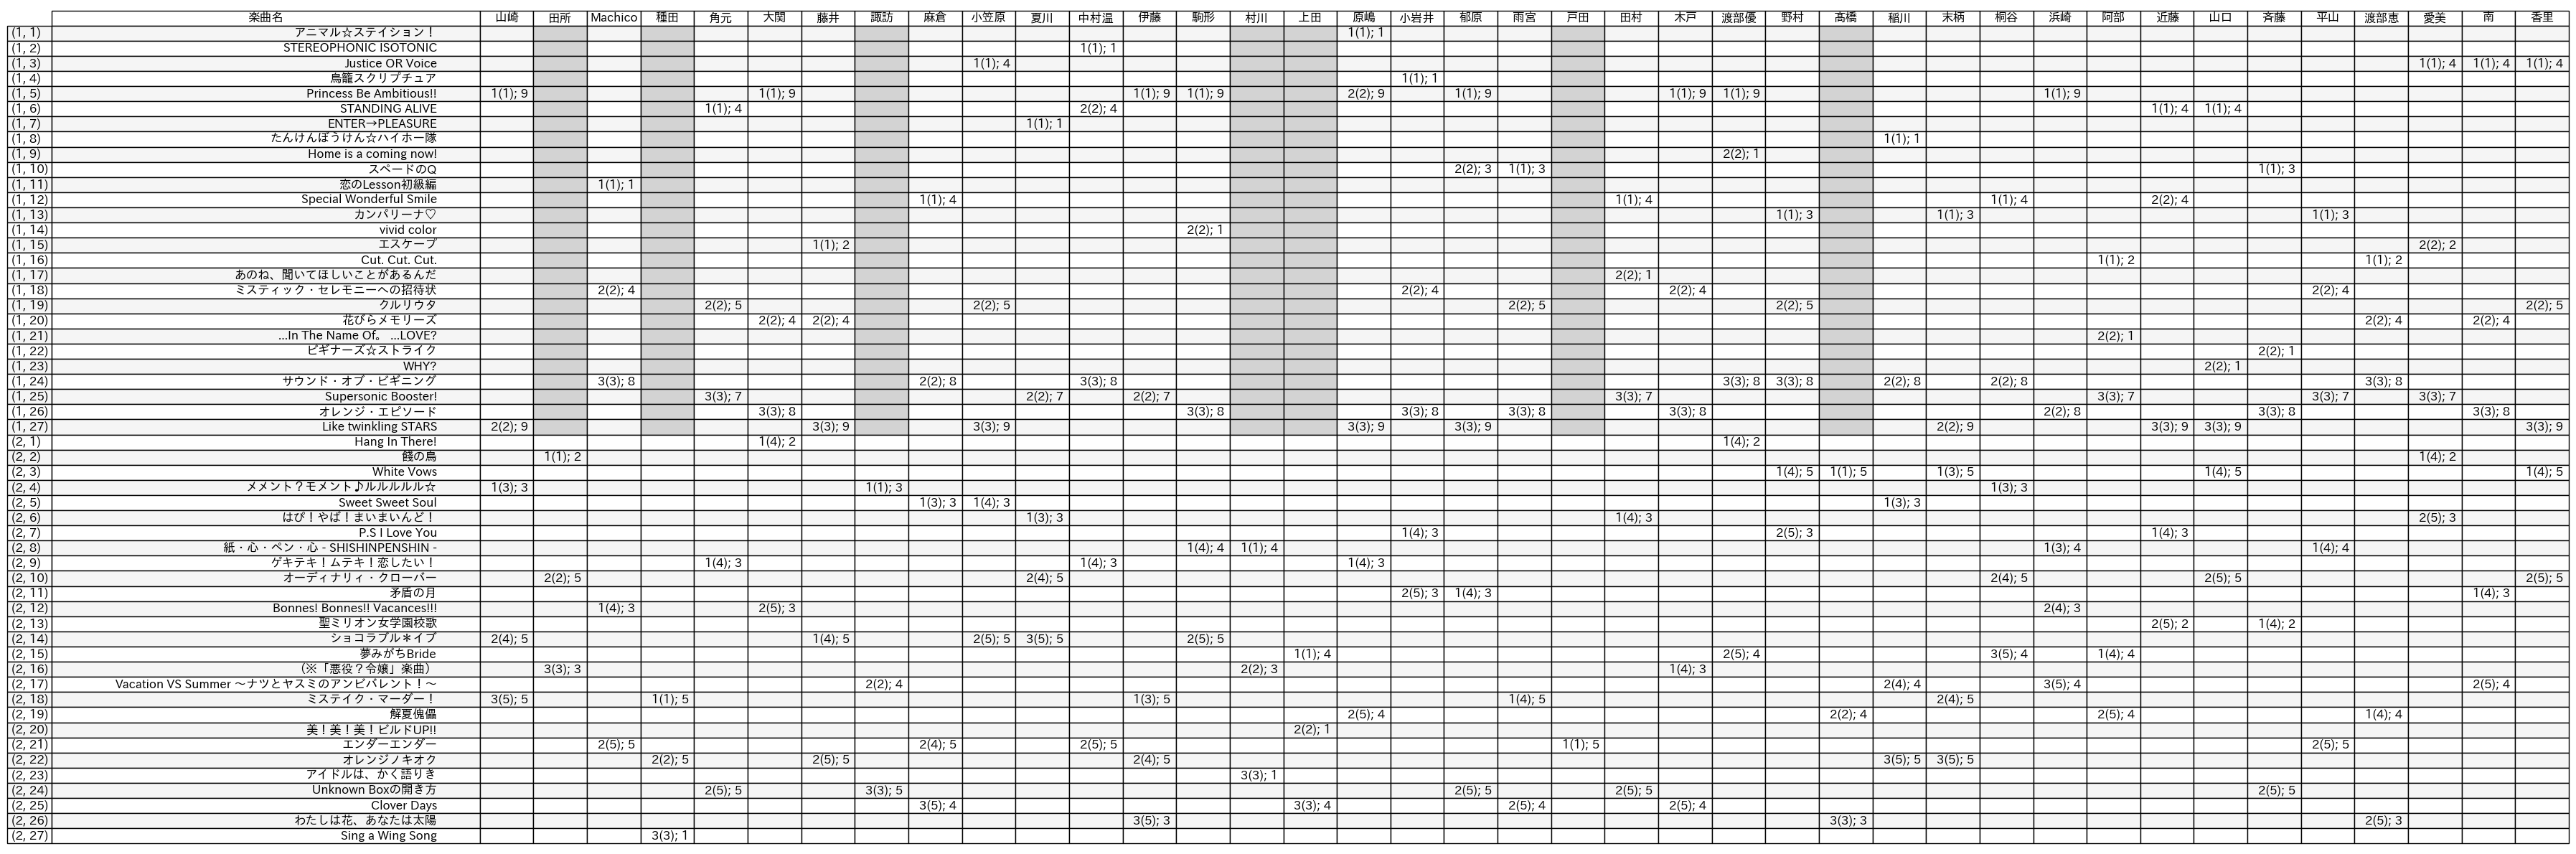 楽曲名 山崎 田所 Machico 種田 角元 大関 藤井 諏訪 麻倉 小笠原 夏川 中村温 伊藤 駒形 村川 上田 原嶋 小岩井 郁原 雨宮 戸田 田村 木戸 渡部優 野村 髙橋 稲川 末柄 桐谷 浜崎 阿部 近藤 山口 斉藤 平山 渡部恵 愛美 南 香里
(1, 1) アニマル☆ステイション! 1(1); 1
(1, 2) STEREOPHONIC ISOTONIC 1(1); 1
(1, 3) Justice OR Voice 1(1); 4 1(1); 4 1(1); 4 1(1); 4
(1, 4)鳥籠スクリプチュア 1(1); 1
(1, 5) Princess Be Ambitious!! 1(1); 9 1(1); 9 1(1); 9 1(1); 9 2(2); 9 1(1); 9 1(1); 9 1(1); 9 1(1); 9
(1, 6) STANDING ALIVE 1(1); 4 2(2); 4 1(1); 4 1(1); 4
(1, 7) ENTER→PLEASURE 1(1); 1
(1, 8) たんけんぼうけん☆ハイホー隊 1(1); 1
(1, 9) Home is a coming now! 2(2); 1
(1, 10) スペードのQ 2(2); 3 1(1); 3 1(1); 3
(1, 11) 恋のLesson初級編 1(1); 1
(1, 12) Special Wonderful Smile 1(1); 4 1(1); 4 1(1); 4 2(2); 4
(1, 13) カンパリーナ♡ 1(1); 3 1(1); 3 1(1); 3
(1, 14) vivid color 2(2); 1
(1, 15) エスケープ 1(1); 2 2(2); 2
(1, 16) Cut. Cut. Cut. 1(1); 2 1(1); 2
(1, 17) あのね、聞いてほしいことがあるんだ 2(2); 1
(1, 18) ミスティック・セレモニーへの招待状 2(2); 4 2(2); 4 2(2); 4 2(2); 4
(1, 19) クルリウタ 2(2); 5 2(2); 5 2(2); 5 2(2); 5 2(2); 5
(1, 20) 花びらメモリーズ 2(2); 4 2(2); 4 2(2); 4 2(2); 4
(1, 21) ...In The Name Of。 ...LOVE? 2(2); 1
(1, 22) ビギナーズ☆ストライク 2(2); 1
(1, 23) WHY? 2(2); 1
(1, 24) サウンド・オブ・ビギニング 3(3); 8 2(2); 8 3(3); 8 3(3); 8 3(3); 8 2(2); 8 2(2); 8 3(3); 8
(1, 25) Supersonic Booster! 3(3); 7 2(2); 7 2(2); 7 3(3); 7 3(3); 7 3(3); 7 3(3); 7
(1, 26) オレンジ・エピソード 3(3); 8 3(3); 8 3(3); 8 3(3); 8 3(3); 8 2(2); 8 3(3); 8 3(3); 8
(1, 27) Like twinkling STARS 2(2); 9 3(3); 9 3(3); 9 3(3); 9 3(3); 9 2(2); 9 3(3); 9 3(3); 9 3(3); 9
(2, 1) Hang In There! 1(4); 2 1(4); 2
(2, 2) 餞の鳥 1(1); 2 1(4); 2
(2, 3) White Vows 1(4); 5 1(1); 5 1(3); 5 1(4); 5 1(4); 5
(2, 4) メメント?モメント♪ルルルルル☆ 1(3); 3 1(1); 3 1(3); 3
(2, 5) Sweet Sweet Soul 1(3); 3 1(4); 3 1(3); 3
(2, 6) はぴ!やば!まいまいんど! 1(3); 3 1(4); 3 2(5); 3
(2, 7) P.S I Love You 1(4); 3 2(5); 3 1(4); 3
(2, 8) 紙・心・ペン・心 - SHISHINPENSHIN - 1(4); 4 1(1); 4 1(3); 4 1(4); 4
(2, 9) ゲキテキ!ムテキ!恋したい! 1(4); 3 1(4); 3 1(4); 3
(2, 10) オーディナリィ・クローバー 2(2); 5 2(4); 5 2(4); 5 2(5); 5 2(5); 5
(2, 11) 矛盾の月 2(5); 3 1(4); 3 1(4); 3
(2, 12) Bonnes! Bonnes!! Vacances!!! 1(4); 3 2(5); 3 2(4); 3
(2, 13) 聖ミリオン女学園校歌 2(5); 2 1(4); 2
(2, 14) ショコラブル＊イブ 2(4); 5 1(4); 5 2(5); 5 3(5); 5 2(5); 5
(2, 15) 夢みがちBride 1(1); 4 2(5); 4 3(5); 4 1(4); 4
(2, 16) (※「悪役?令嬢」楽曲) 3(3); 3 2(2); 3 1(4); 3
(2, 17) Vacation VS Summer ～ナツとヤスミのアンビバレント!～ 2(2); 4 2(4); 4 3(5); 4 2(5); 4
(2, 18) ミステイク・マーダー! 3(5); 5 1(1); 5 1(3); 5 1(4); 5 2(4); 5
(2, 19) 解夏傀儡 2(5); 4 2(2); 4 2(5); 4 1(4); 4
(2, 20) 美!美!美!ビルドUP!! 2(2); 1
(2, 21) エンダーエンダー 2(5); 5 2(4); 5 2(5); 5 1(1); 5 2(5); 5
(2, 22) オレンジノキオク 2(2); 5 2(5); 5 2(4); 5 3(5); 5 3(5); 5
(2, 23) アイドルは、かく語りき 3(3); 1
(2, 24) Unknown Boxの開き方 2(5); 5 3(3); 5 2(5); 5 2(5); 5 2(5); 5
(2, 25) Clover Days 3(5); 4 3(3); 4 2(5); 4 2(5); 4
(2, 26) わたしは花、あなたは太陽 3(5); 3 3(3); 3 2(5); 3
(2, 27) Sing a Wing Song 3(3); 1